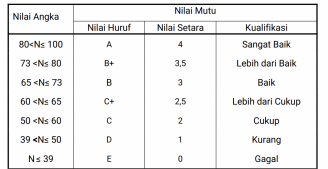 Nilai Angka Nilai Mutu
Nilai Huruf Nilai Setara Kualifikasi
80<N≤ 100 A 4 Sangat Baik
73 <N≤ 80 B+ 3,5 Lebih dari Baik
65 <N≤ 73 B 3 Baik
60 <N≤ 65 C+ 2,5 Lebih dari Cukup
50 <N≤ 60 C 2 Cukup
39 <N≤ 50 D 1 Kurang
N ≤ 39 E 0 Gagal